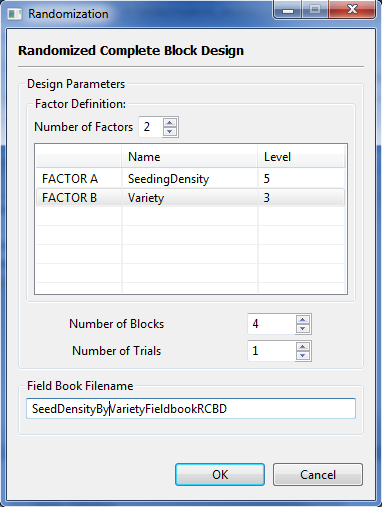 Randomization
Randomized Complete Block Design
Design Parameters
Factor Definition:
Number of Factors 2
Name Level
FACTOR A SeedingDensity 5
FACTOR B Variety 3
Number of Blocks 4
Number of Trials 1
Field Book Filename
SeedDensityByVarietyFieldbookRCBD
OK Cancel